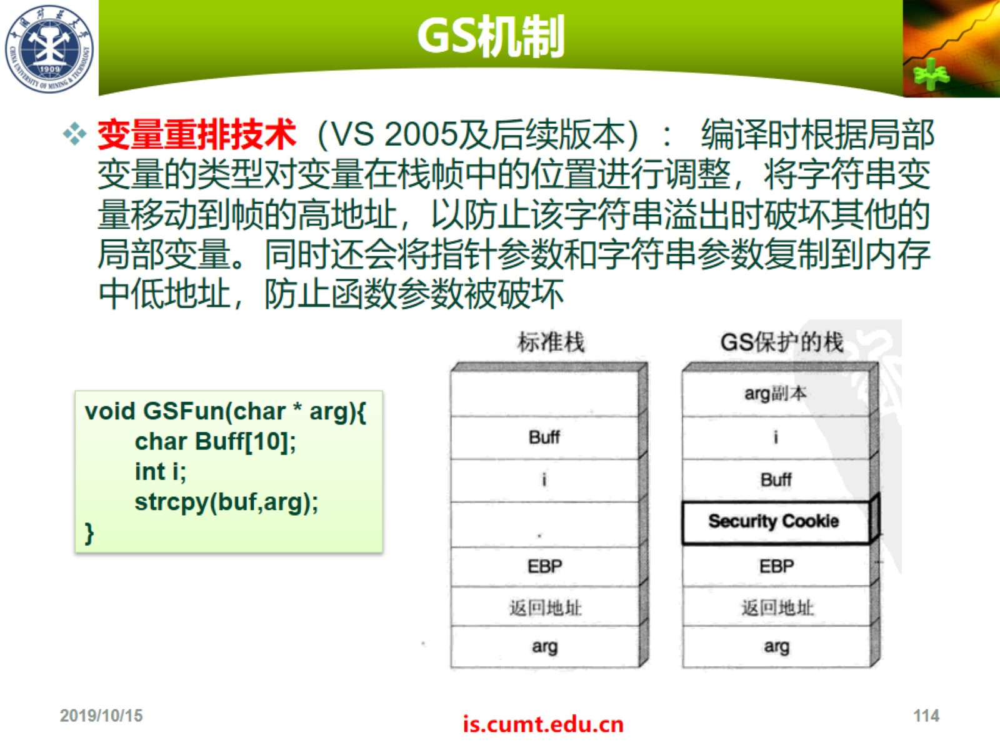 GS机制
中国矿业大学
CHINA UNIVERSITY OF MINING & TECHNOLOGY
1909
变量重排技术（VS 2005及后续版本）： 编译时根据局部
变量的类型对变量在栈帧中的位置进行调整，将字符串变
量移动到帧的高地址，以防止该字符串溢出时破坏其他的
局部变量。同时还会将指针参数和字符串参数复制到内存
中低地址，防止函数参数被破坏
void GSFun(char * arg){
char Buff[10];
int i;
strcpy(buf,arg);
}
标准栈
Buff
i
EBP
返回地址
arg
GS保护的栈
arg副本
i
Buff
Security Cookie
EBP
返回地址
arg
2019/10/15
is.cumt.edu.cn
114